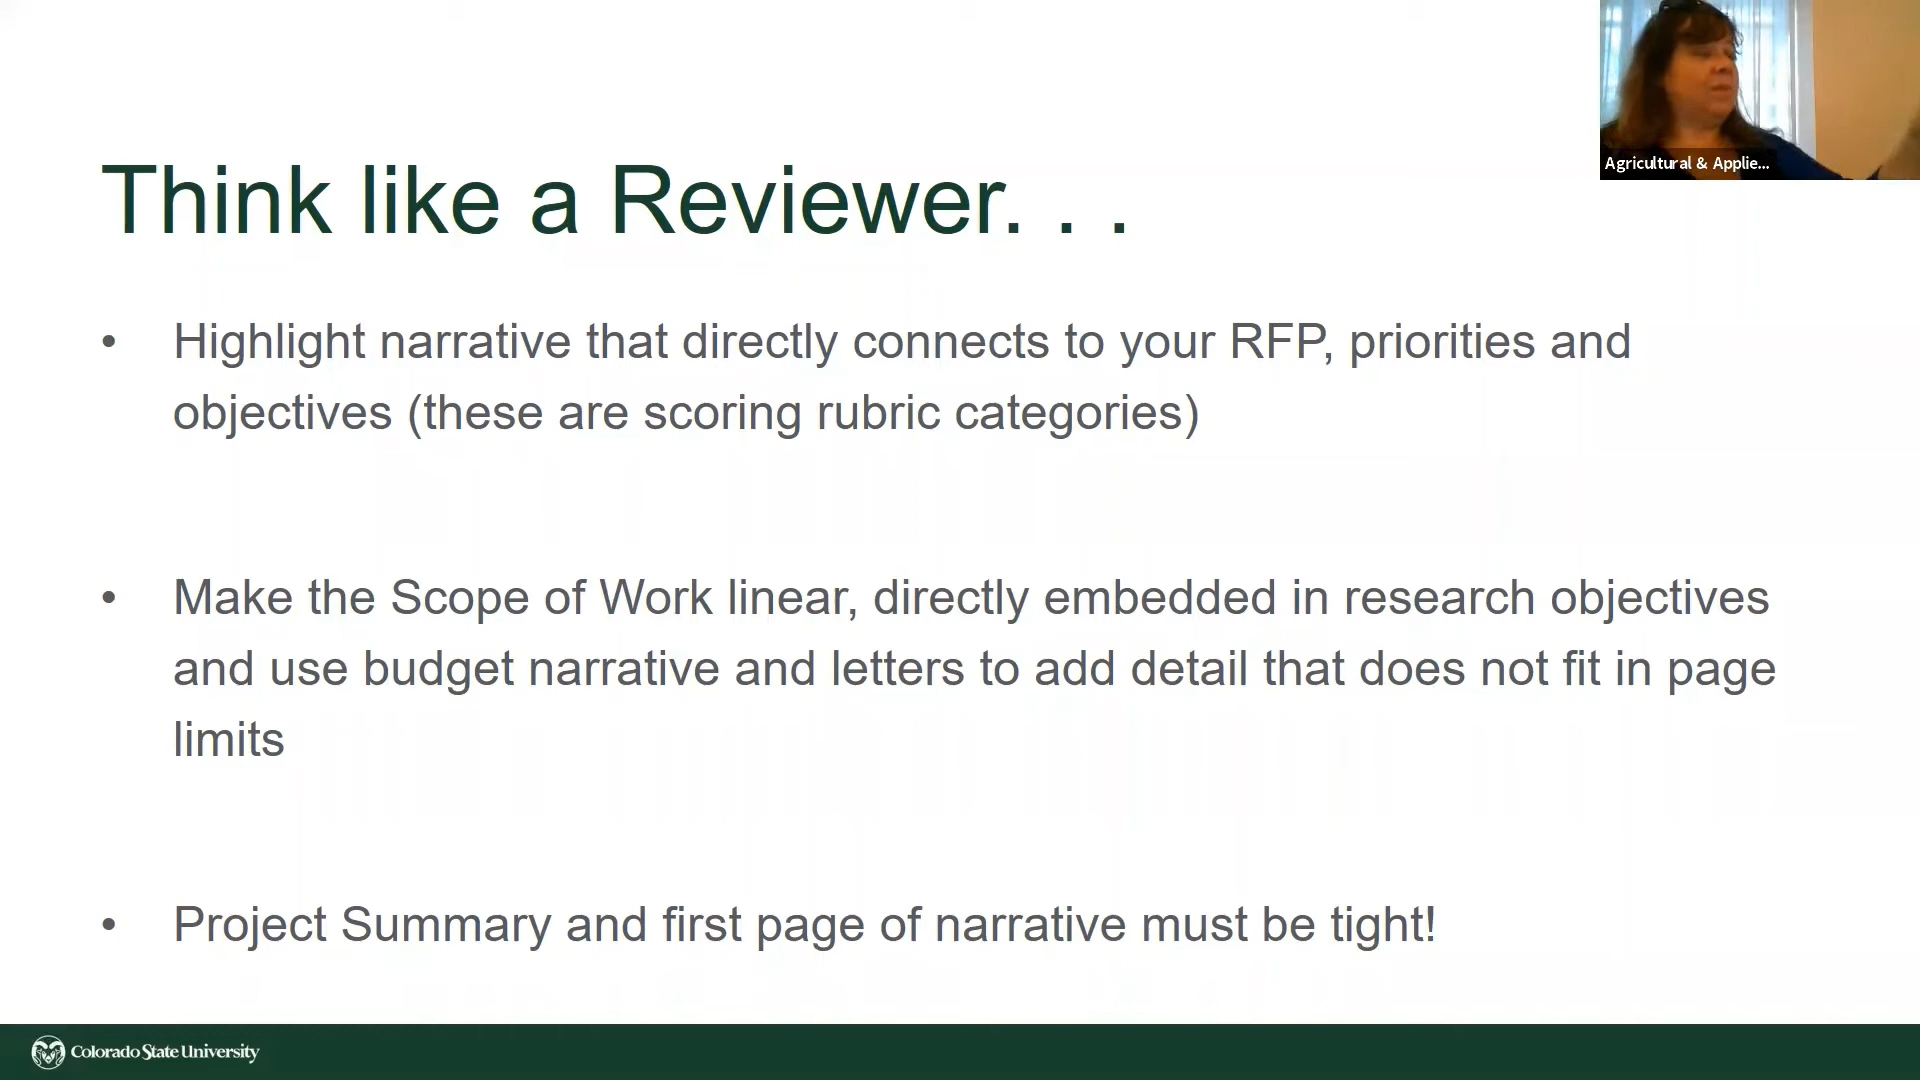 Agricultural & Applie...
Think like a Reviewer. . .
• Highlight narrative that directly connects to your RFP, priorities and
objectives (these are scoring rubric categories)
• Make the Scope of Work linear, directly embedded in research objectives
and use budget narrative and letters to add detail that does not fit in page
limits
• Project Summary and first page of narrative must be tight!
Colorado State University